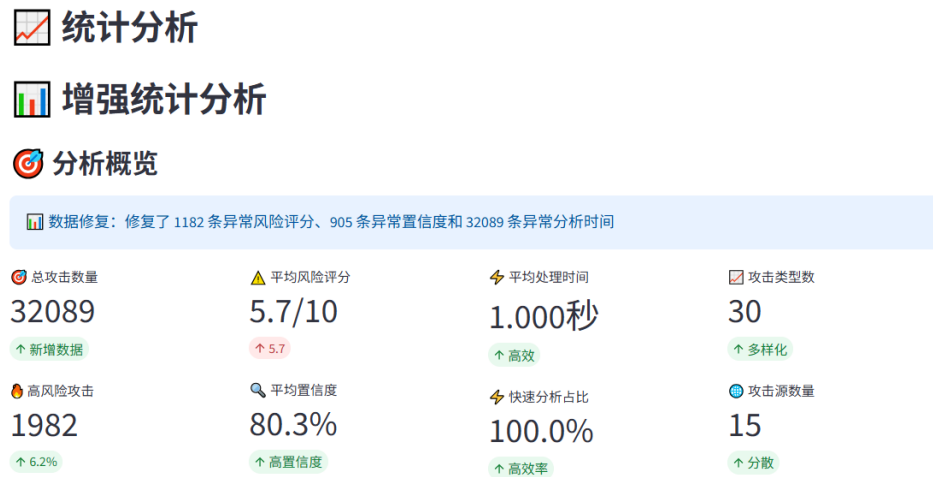 统计分析
增强统计分析
分析概览
数据修复：修复了 1182 条异常风险评分、905 条异常置信度和 32089 条异常分析时间
总攻击数量
32089
↑ 新增数据
平均风险评分
5.7/10
↑ 5.7
平均处理时间
1.000秒
↑ 高效
攻击类型数
30
↑ 多样化
高风险攻击
1982
↑ 6.2%
平均置信度
80.3%
↑ 高置信度
快速分析占比
100.0%
↑ 高效率
攻击源数量
15
↑ 分散